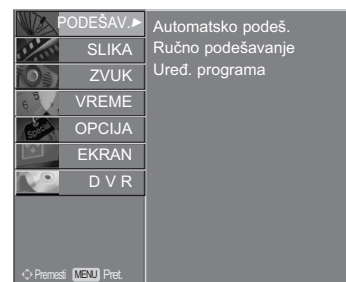 PODEŠAV.
SLIKA
ZVUK
VREME
OPCIJA
EKRAN
D V R
Automatsko podeš.
Ručno podešavanje
Uređ. programa
Premesti MENU Pret.